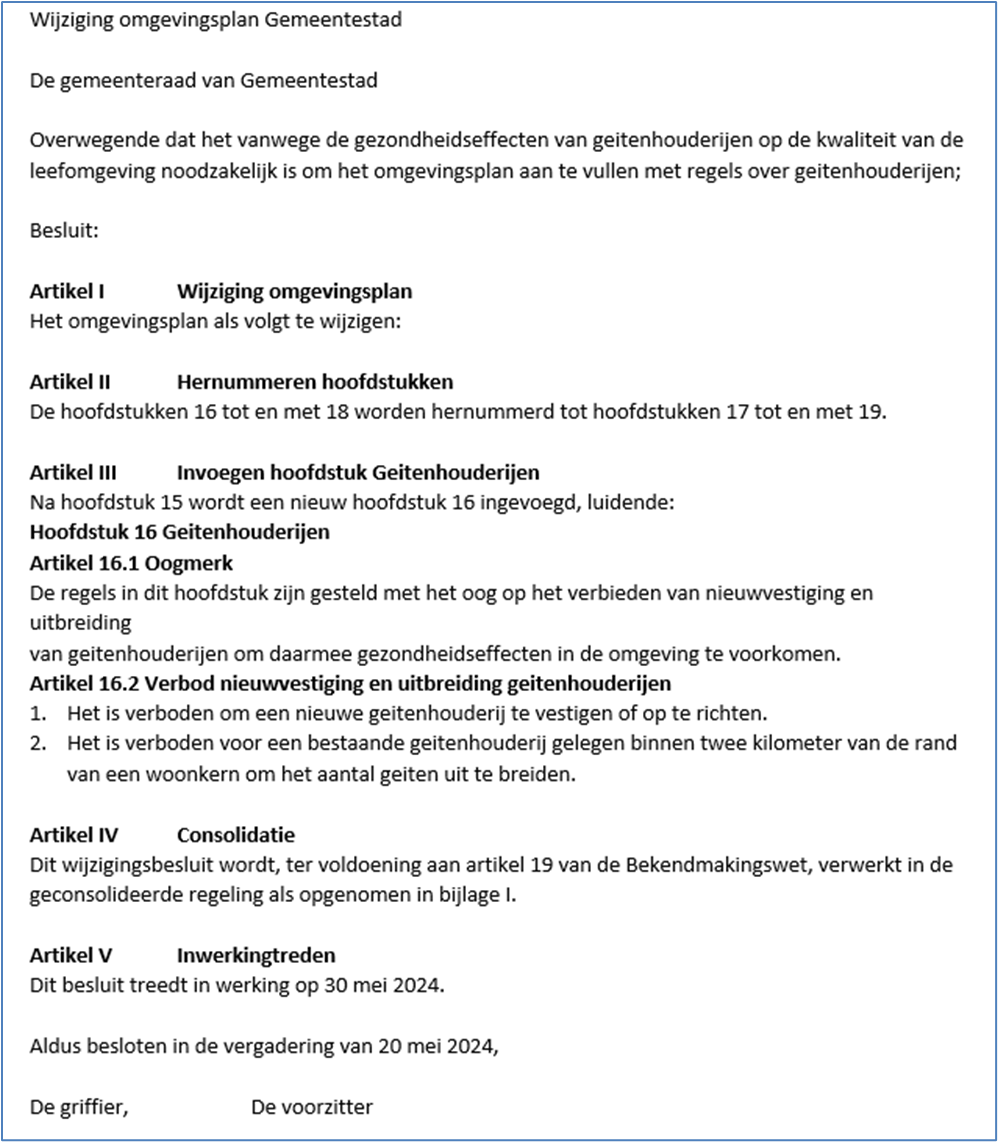 Wijziging omgevingsplan Gemeentestad
De gemeenteraad van Gemeentestad
Overwegende dat het vanwege de gezondheidseffecten van geitenhouderijen op de kwaliteit van de
leefomgeving noodzakelijk is om het omgevingsplan aan te vullen met regels over geitenhouderijen;
Besluit:
Artikel I Wijziging omgevingsplan
Het omgevingsplan als volgt te wijzigen:
Artikel II Hernummeren hoofdstukken
De hoofdstukken 16 tot en met 18 worden hernummerd tot hoofdstukken 17 tot en met 19.
Artikel III Invoegen hoofdstuk Geitenhouderijen
Na hoofdstuk 15 wordt een nieuw hoofdstuk 16 ingevoegd, luidende:
Hoofdstuk 16 Geitenhouderijen
Artikel 16.1 Oogmerk
De regels in dit hoofdstuk zijn gesteld met het oog op het verbieden van nieuwvestiging en
uitbreiding
van geitenhouderijen om daarmee gezondheidseffecten in de omgeving te voorkomen.
Artikel 16.2 Verbod nieuwvestiging en uitbreiding geitenhouderijen
1. Het is verboden om een nieuwe geitenhouderij te vestigen of op te richten.
2. Het is verboden voor een bestaande geitenhouderij gelegen binnen twee kilometer van de rand
van een woonkern om het aantal geiten uit te breiden.
Artikel IV Consolidatie
Dit wijzigingsbesluit wordt, ter voldoening aan artikel 19 van de Bekendmakingswet, verwerkt in de
geconsolideerde regeling als opgenomen in bijlage I.
Artikel V Inwerkingtreden
Dit besluit treedt in werking op 30 mei 2024.
Aldus besloten in de vergadering van 20 mei 2024,
De griffier, De voorzitter